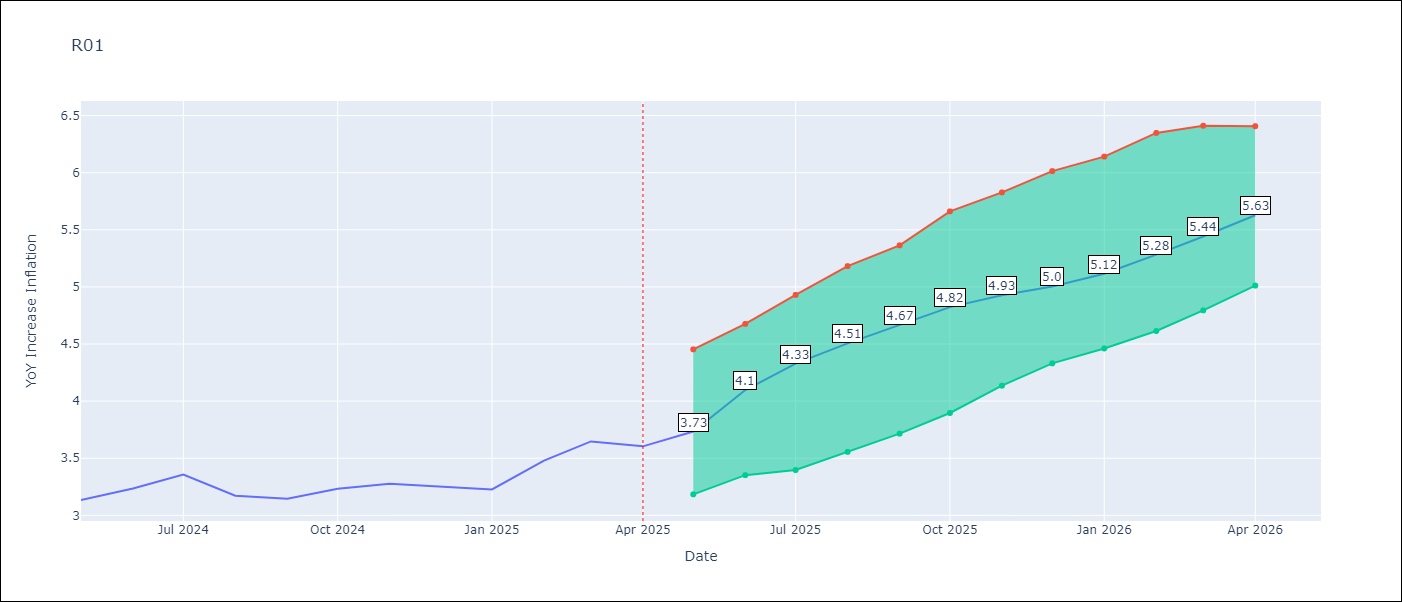 R01
YoY Increase Inflation
6.5
6
5.5
5
4.5
4
3.5
3
3.73
4.1
4.33
4.51
4.67
4.82
4.93
5.0
5.12
5.28
5.44
5.63
Jul 2024
Oct 2024
Jan 2025
Apr 2025
Jul 2025
Oct 2025
Jan 2026
Apr 2026
Date